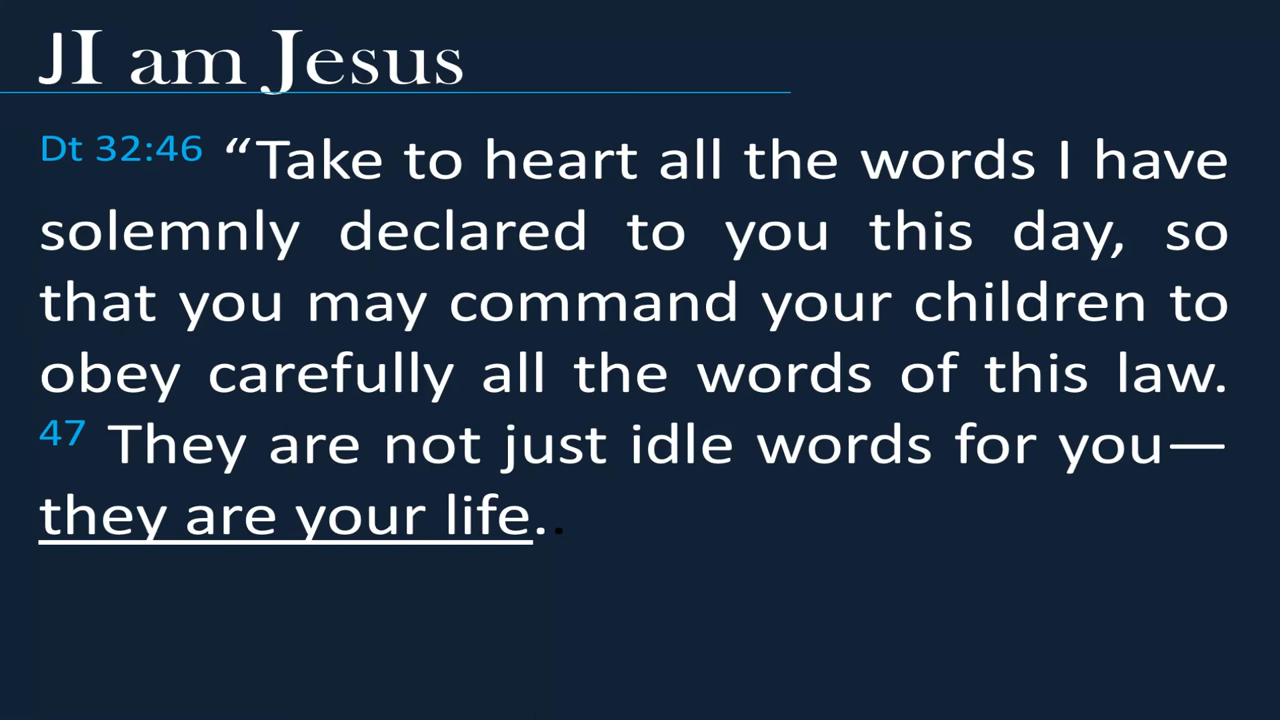 JI am Jesus
Dt 32:46 “Take to heart all the words I have
solemnly declared to you this day, so
that you may command your children to
obey carefully all the words of this law.
47 They are not just idle words for you—
they are your life..